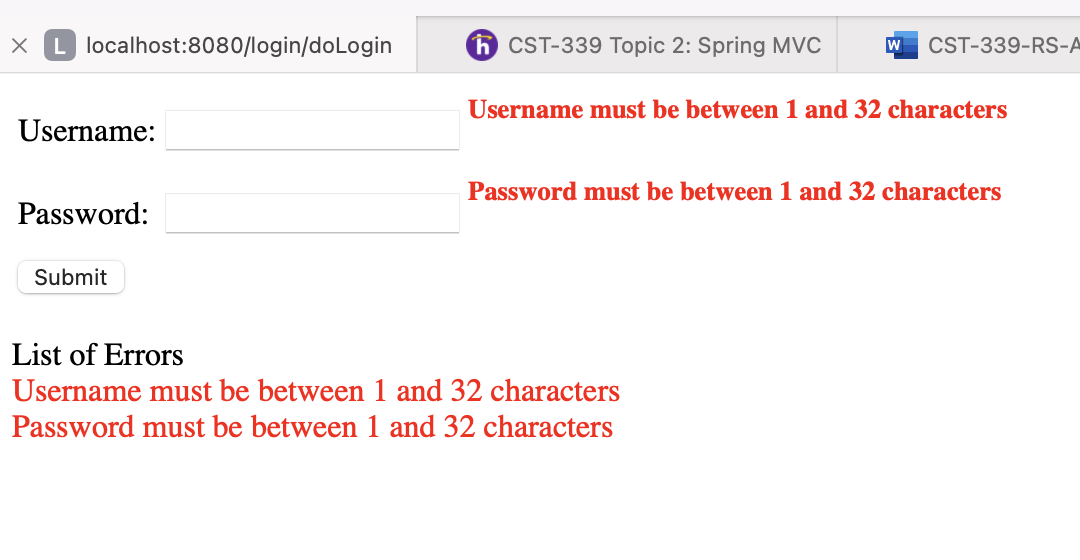 L localhost:8080/login/doLogin
CST-339 Topic 2: Spring MVC
W CST-339-RS-A
Username: Username must be between 1 and 32 characters
Password: Password must be between 1 and 32 characters
Submit
List of Errors
Username must be between 1 and 32 characters
Password must be between 1 and 32 characters